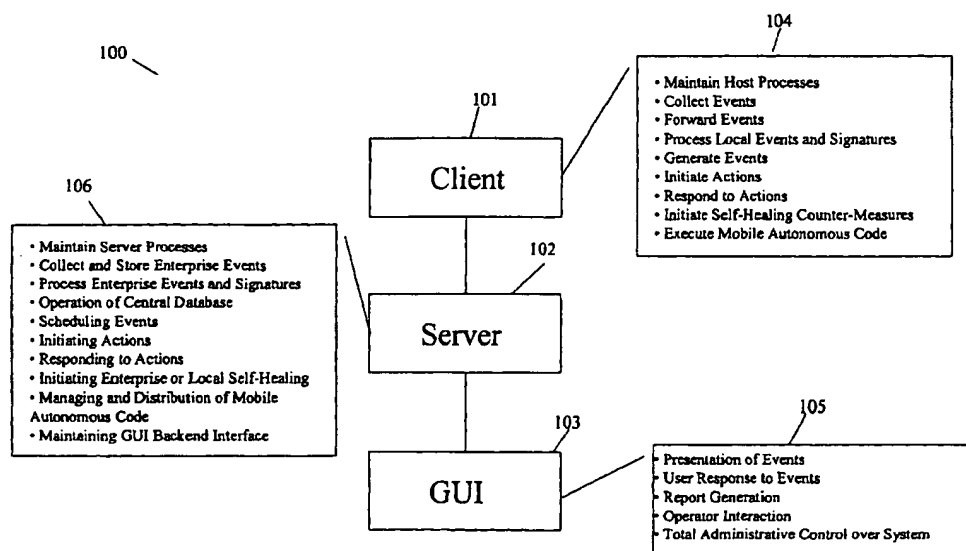 100
101
Client
104
• Maintain Host Processes
• Collect Events
• Forward Events
• Process Local Events and Signatures
• Generate Events
• Initiate Actions
• Respond to Actions
• Initiate Self-Healing Counter-Measures
• Execute Mobile Autonomous Code
106
• Maintain Server Processes
• Collect and Store Enterprise Events
• Process Enterprise Events and Signatures
• Operation of Central Database
• Scheduling Events
• Initiating Actions
• Responding to Actions
• Initiating Enterprise or Local Self-Healing
• Managing and Distribution of Mobile
Autonomous Code
• Maintaining GUI Backend Interface
102
Server
103
GUI
105
• Presentation of Events
• User Response to Events
• Report Generation
• Operator Interaction
• Total Administrative Control over System